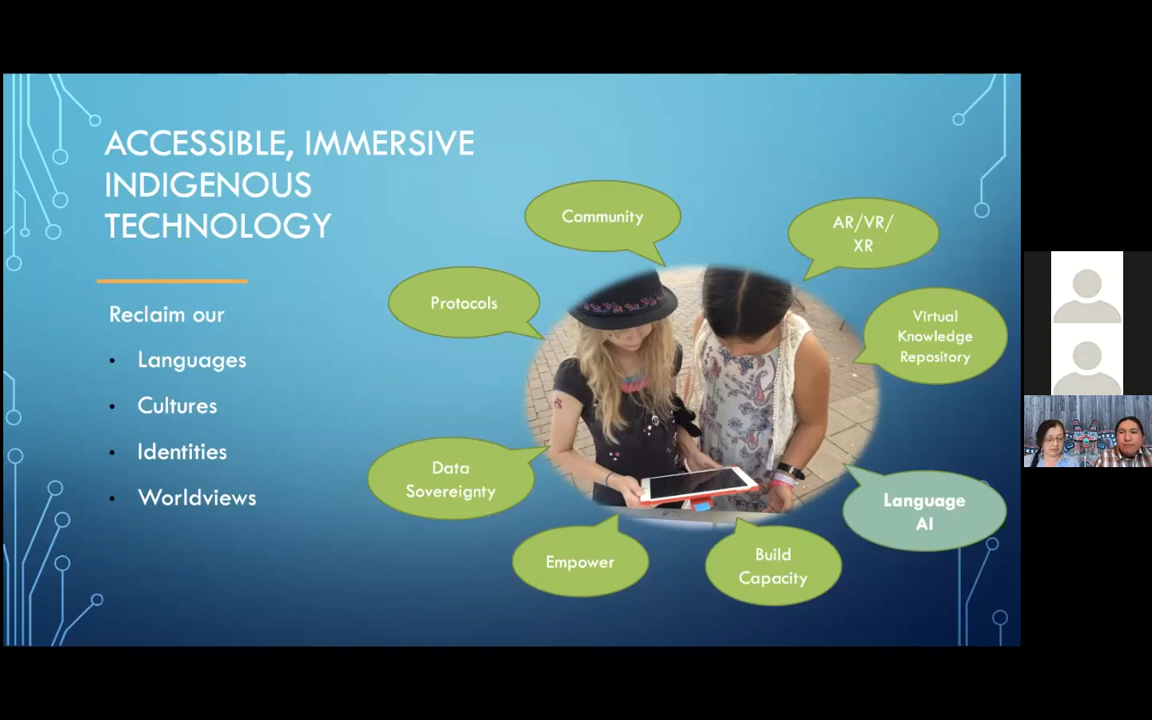 ACCESSIBLE, IMMERSIVE
INDIGENOUS
TECHNOLOGY
Reclaim our
• Languages
• Cultures
• Identities
• Worldviews
Community
AR/VR/
XR
Protocols
Virtual
Knowledge
Repository
Data
Sovereignty
Language
AI
Empower
Build
Capacity